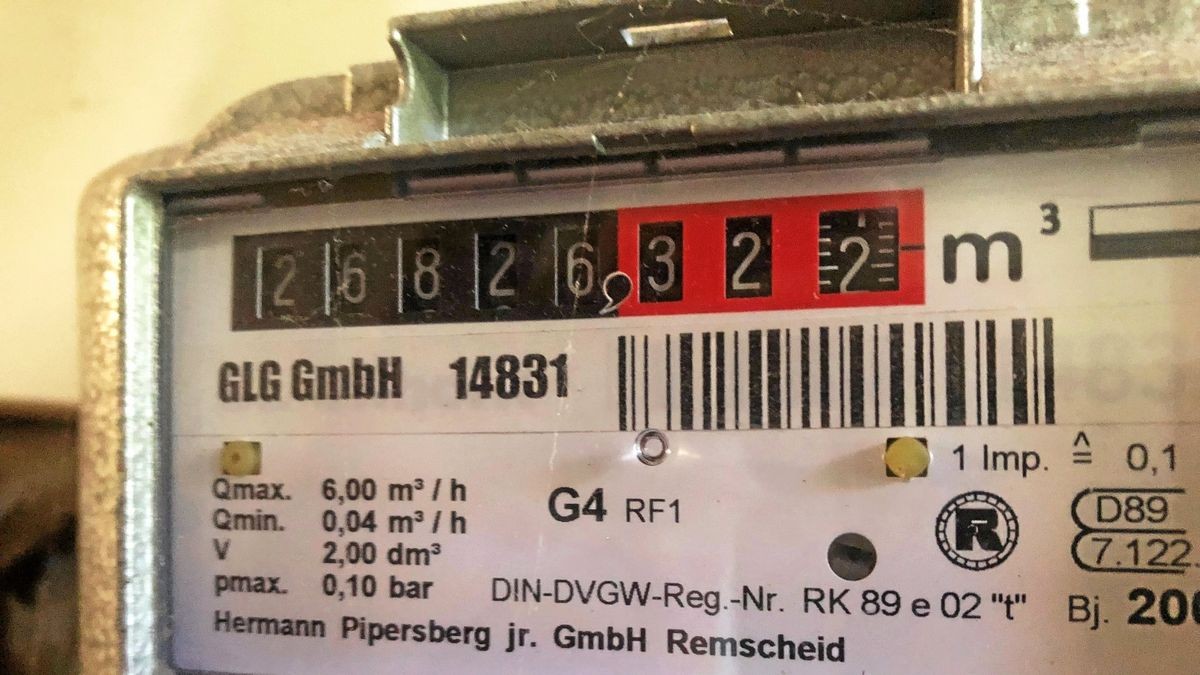 26826,322 m³
GLG GmbH 14831
1 Imp. ≙ 0,1
Qmax. 6,00 m³ / h
Qmin. 0,04 m³ / h
V 2,00 dm³
pmax. 0,10 bar
G4 RF1
R
D89
7.122
DIN-DVGW-Reg.-Nr. RK 89 e 02 "t"
Bj.
Hermann Pipersberg jr. GmbH Remscheid